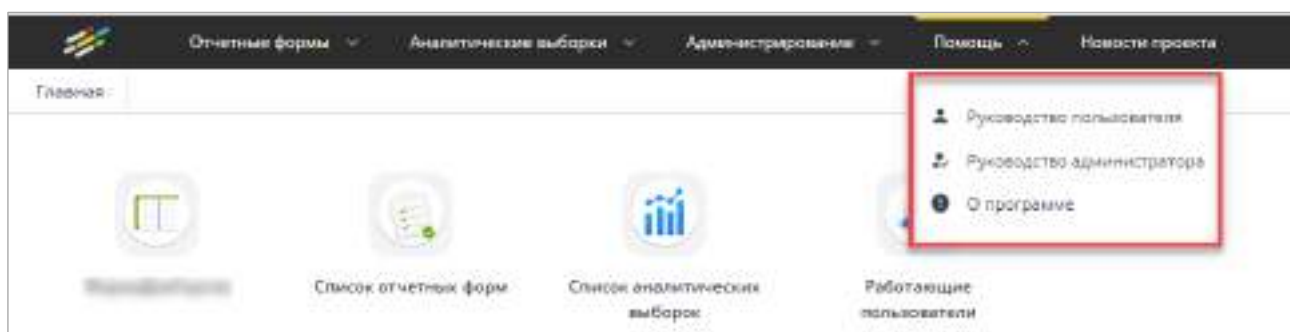 Отчетные формы Аналитические выборки Администрирование Помощь Новости проекта
Главная
Руководство пользователя
Руководство администратора
О программе
Список отчетных форм
Список аналитических
выборок
Работающие
пользователи